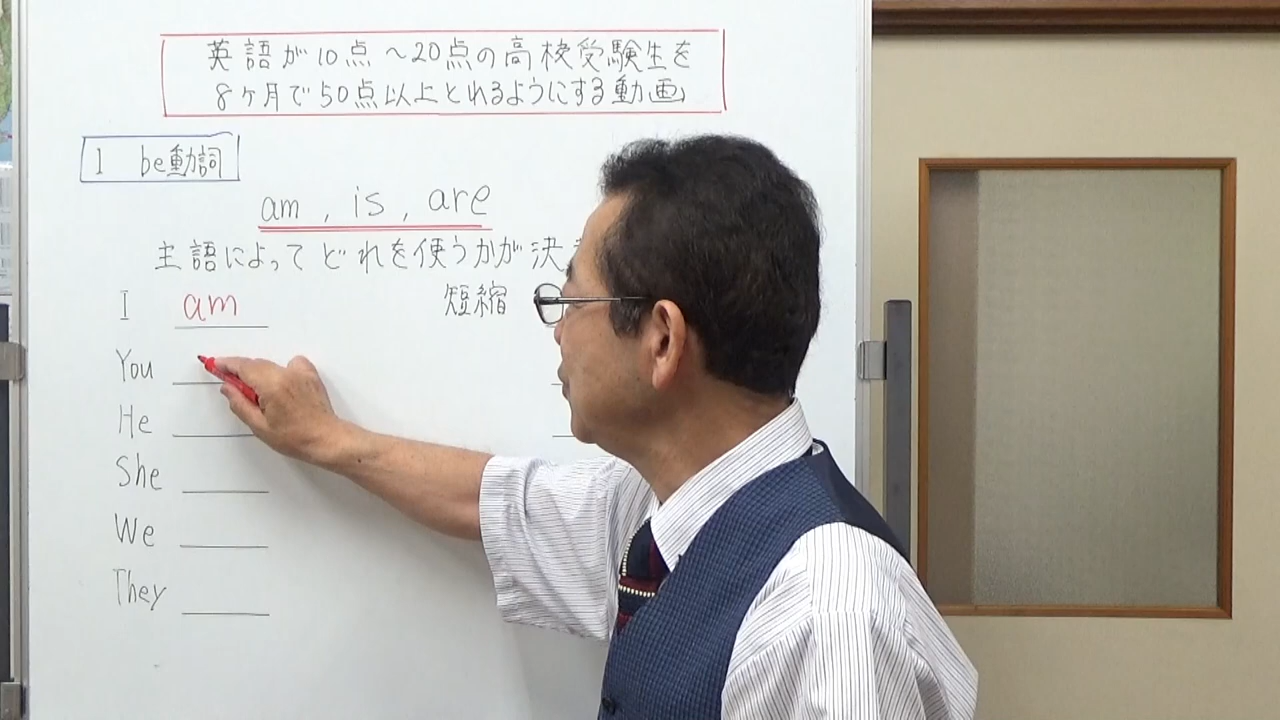 英語が10点〜20点の高校受験生を
8ヶ月で50点以上とれるようにする動画
I be動詞
am , is , are
主語によってどれを使うかが決
I am 短縮
You
He
She
We
They